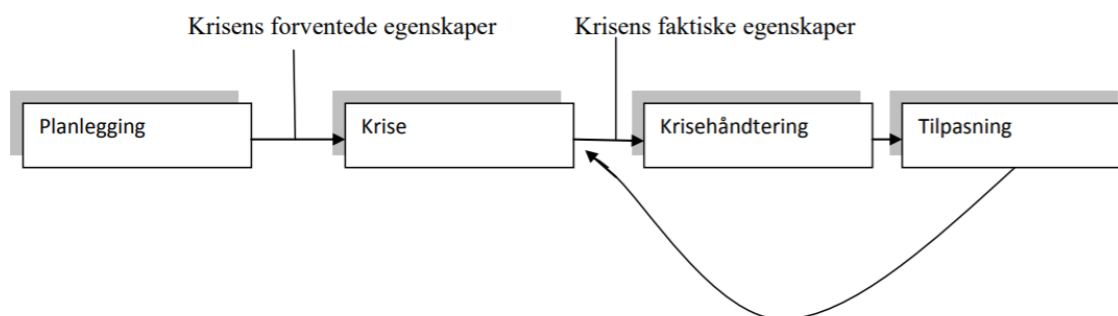 Krisens forventede egenskaper
Krisens faktiske egenskaper
Planlegging
Krise
Krisehåndtering
Tilpasning